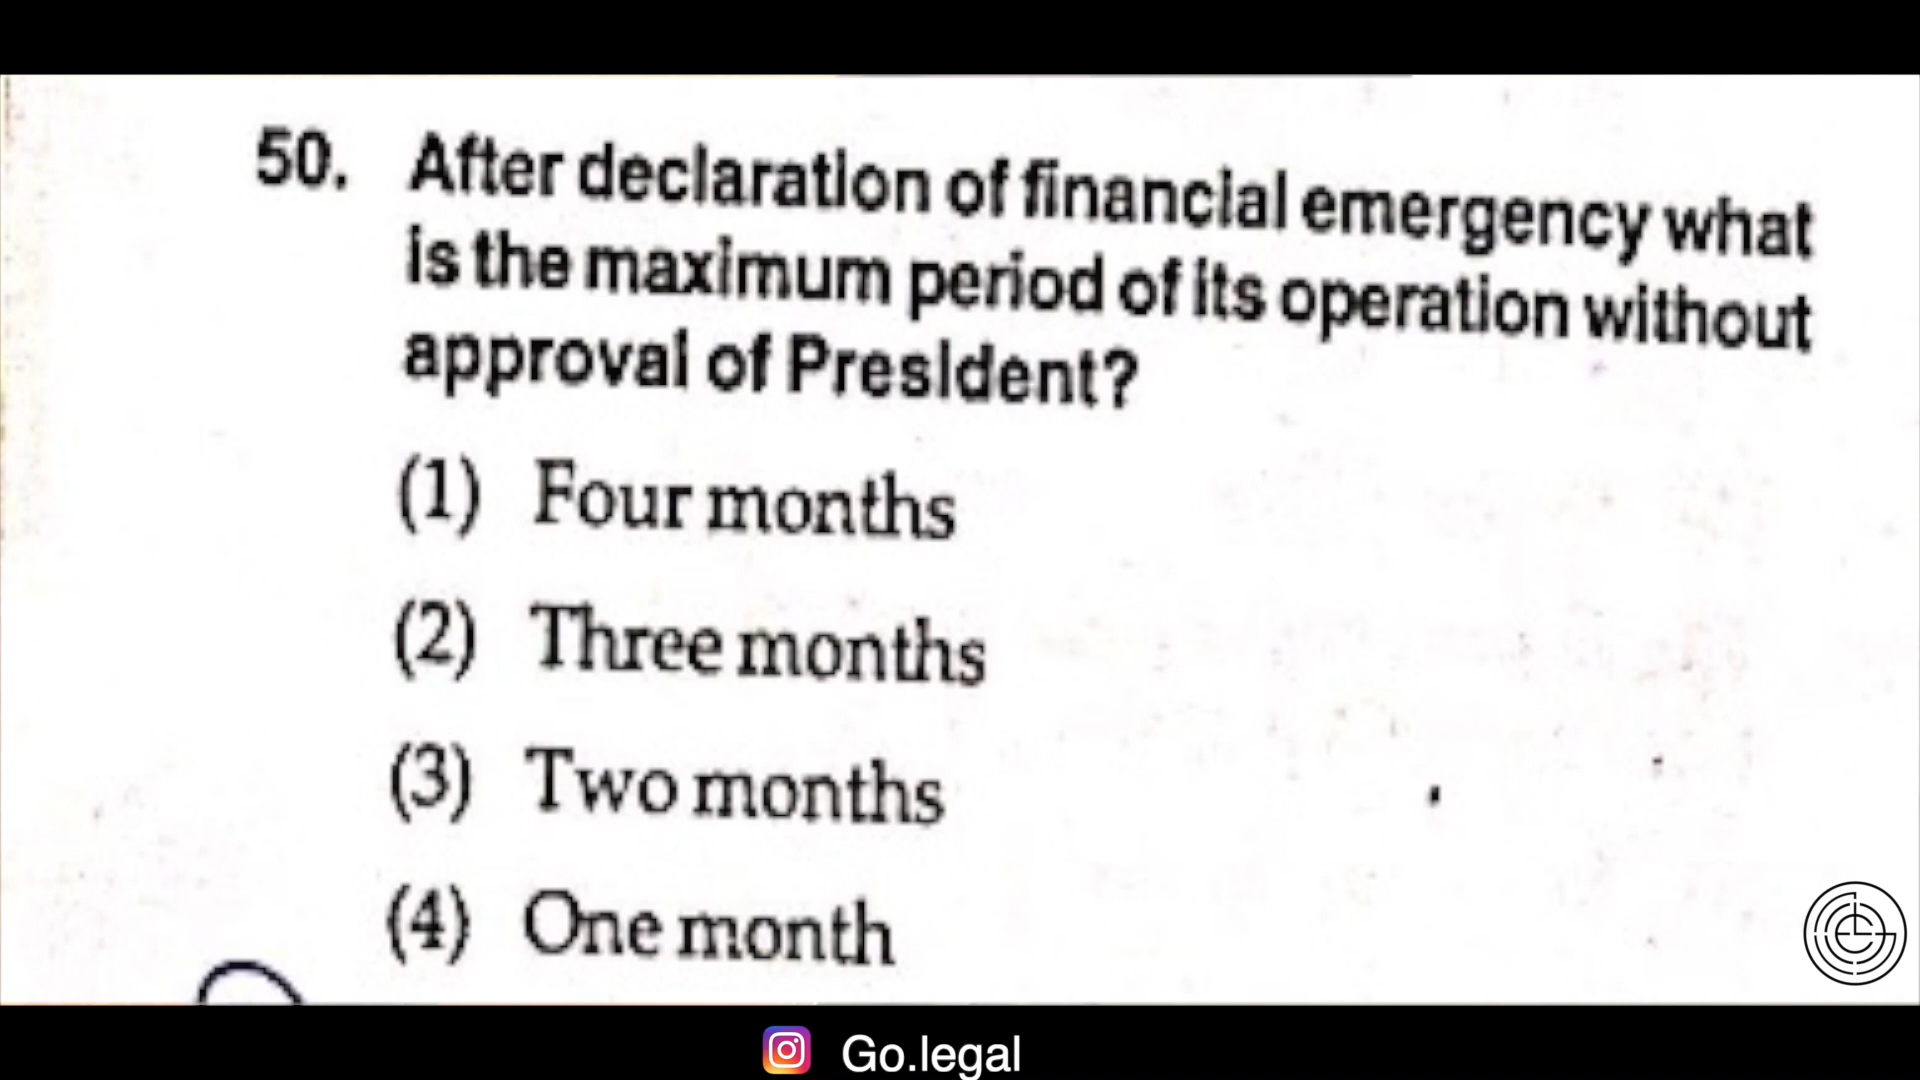 50. After declaration of financial emergency what
is the maximum period of its operation without
approval of President?
(1) Four months
(2) Three months
(3) Two months
(4) One month
Go.legal